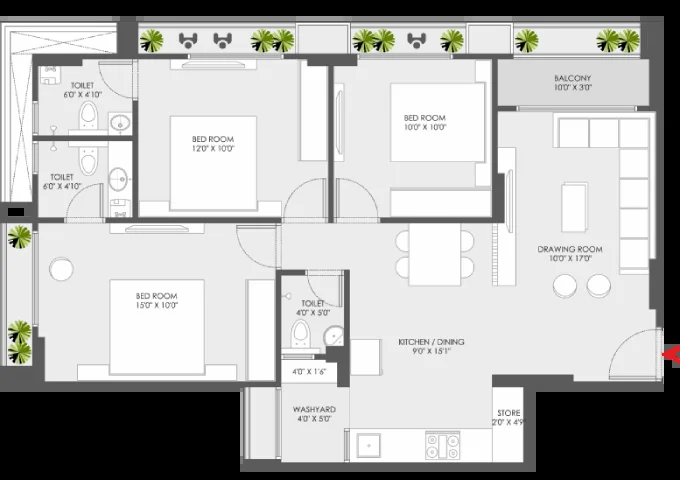 BALCONY
10'0" X 3'0"
TOILET
6'0" X 4'10"
BED ROOM
12'0" X 10'0"
BED ROOM
10'0" X 10'0"
TOILET
6'0" X 4'10"
DRAWING ROOM
10'0" X 17'0"
BED ROOM
15'0" X 10'0"
TOILET
4'0" X 5'0"
KITCHEN / DINING
9'0" X 15'1"
4'0" X 1'6"
WASHYARD
4'0" X 5'0"
STORE
2'0" X 4'9"